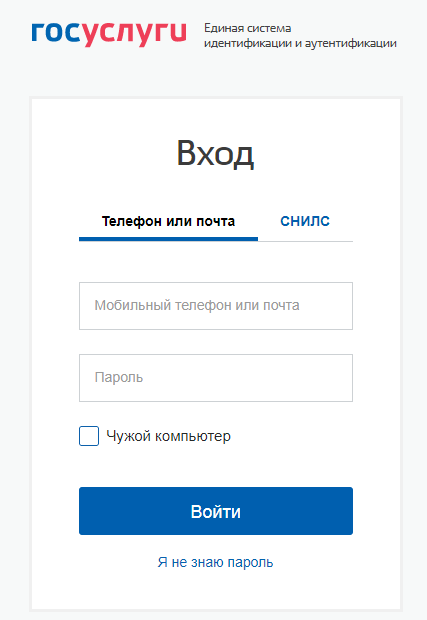 госуслуги
Единая система
идентификации и аутентификации
Вход
Телефон или почта СНИЛС
Мобильный телефон или почта
Пароль
Чужой компьютер
Войти
Я не знаю пароль